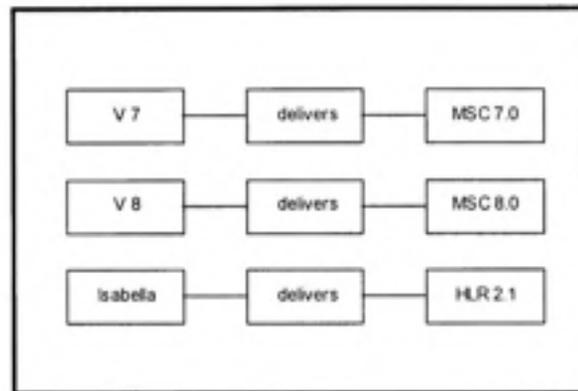 V 7 delivers MSC 7.0
V 8 delivers MSC 8.0
Isabella delivers HLR 2.1